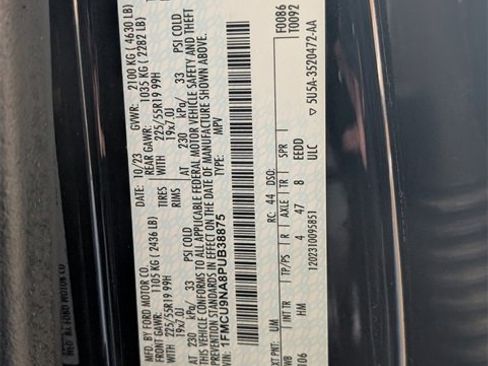 MFD. BY FORD MOTOR CO.
10/23
GVWR: 2100 KG ( 4630 LB)
FRONT GAWR:
1105 KG ( 2436 LB)
REAR GAWR:
1035 KG ( 2282 LB)
WITH
225/55R19 99H
TIRES
WITH
225/55R19 99H
19x7.0J
RIMS
19x7.0J
AT 230 kPa/ 33 PSI COLD
AT 230 kPa/ 33 PSI COLD
THIS VEHICLE CONFORMS TO ALL APPLICABLE FEDERAL MOTOR VEHICLE SAFETY AND THEFT
PREVENTION STANDARDS IN EFFECT ON THE DATE OF MANUFACTURE SHOWN ABOVE.
1FMCU9NA8PUB38875
TYPE: MPV
F0086
T0092
EXT PNT: UM
RC: 44 DSO:
WB INT TR TP/PS R AXLE TR SPR
106 HM 4 47 8 EEDD
ULC
1202310095851
▽ 5U5A-3520472-AA